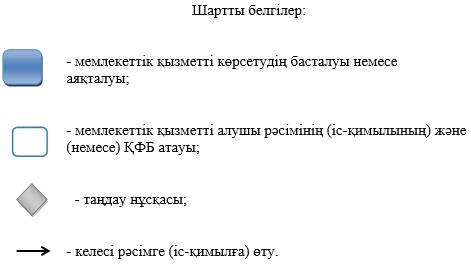 Шартты белгілер:
- мемлекеттік қызметті көрсетудің басталуы немесе
аяқталуы;
- мемлекеттік қызметті алушы рәсімінің (іс-қимылының) және
(немесе) ҚФБ атауы;
- таңдау нұсқасы;
- келесі рәсімге (іс-қимылға) өту.